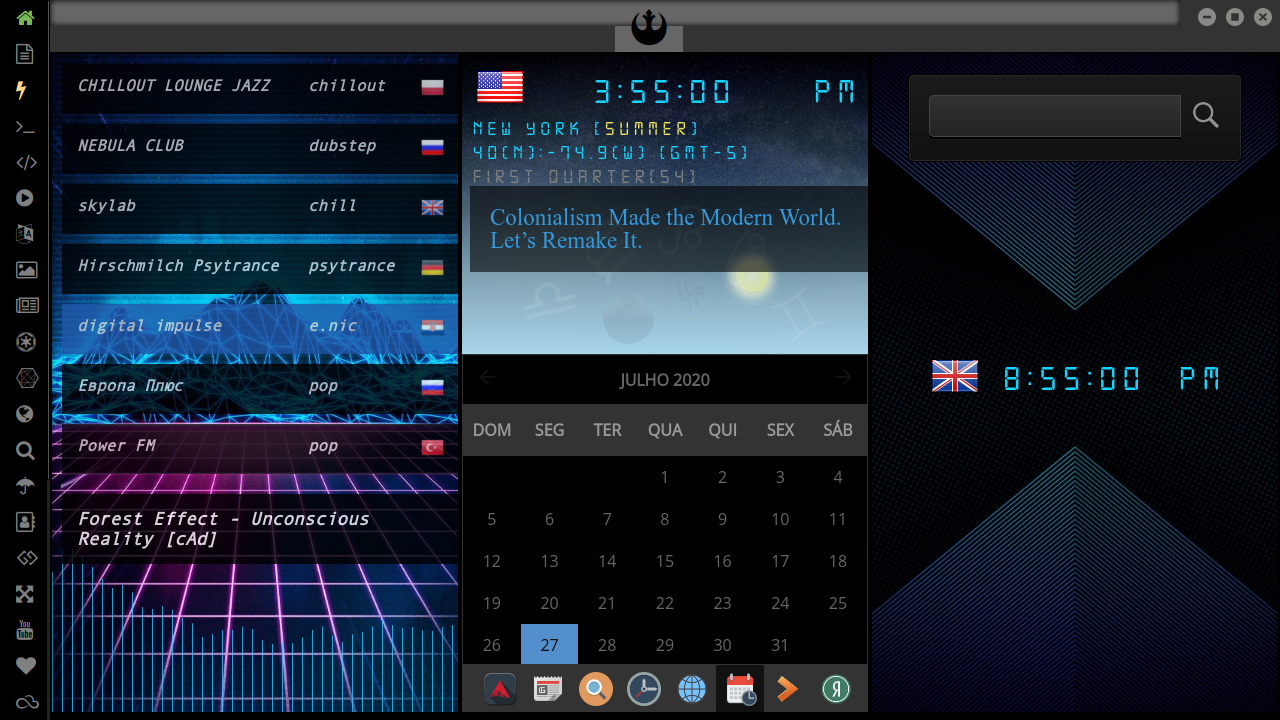 CHILLOUT LOUNGE JAZZ chillout
NEBULA CLUB dubstep
skylab chill
Hirschmilch Psytrance psytrance
digital impulse e.nic
Европа Плюс pop
Power FM pop
Forest Effect - Unconscious
Reality [cAd]
3:55:00 PM
NEW YORK (SUMMER)
40(N):-74.9(W) (GMT-5)
FIRST QUARTER(54)
Colonialism Made the Modern World.
Let’s Remake It.
JULHO 2020
DOM SEG TER QUA QUI SEX SÁB
1 2 3 4
5 6 7 8 9 10 11
12 13 14 15 16 17 18
19 20 21 22 23 24 25
26 27 28 29 30 31
8:55:00 PM
You
Tube
Я